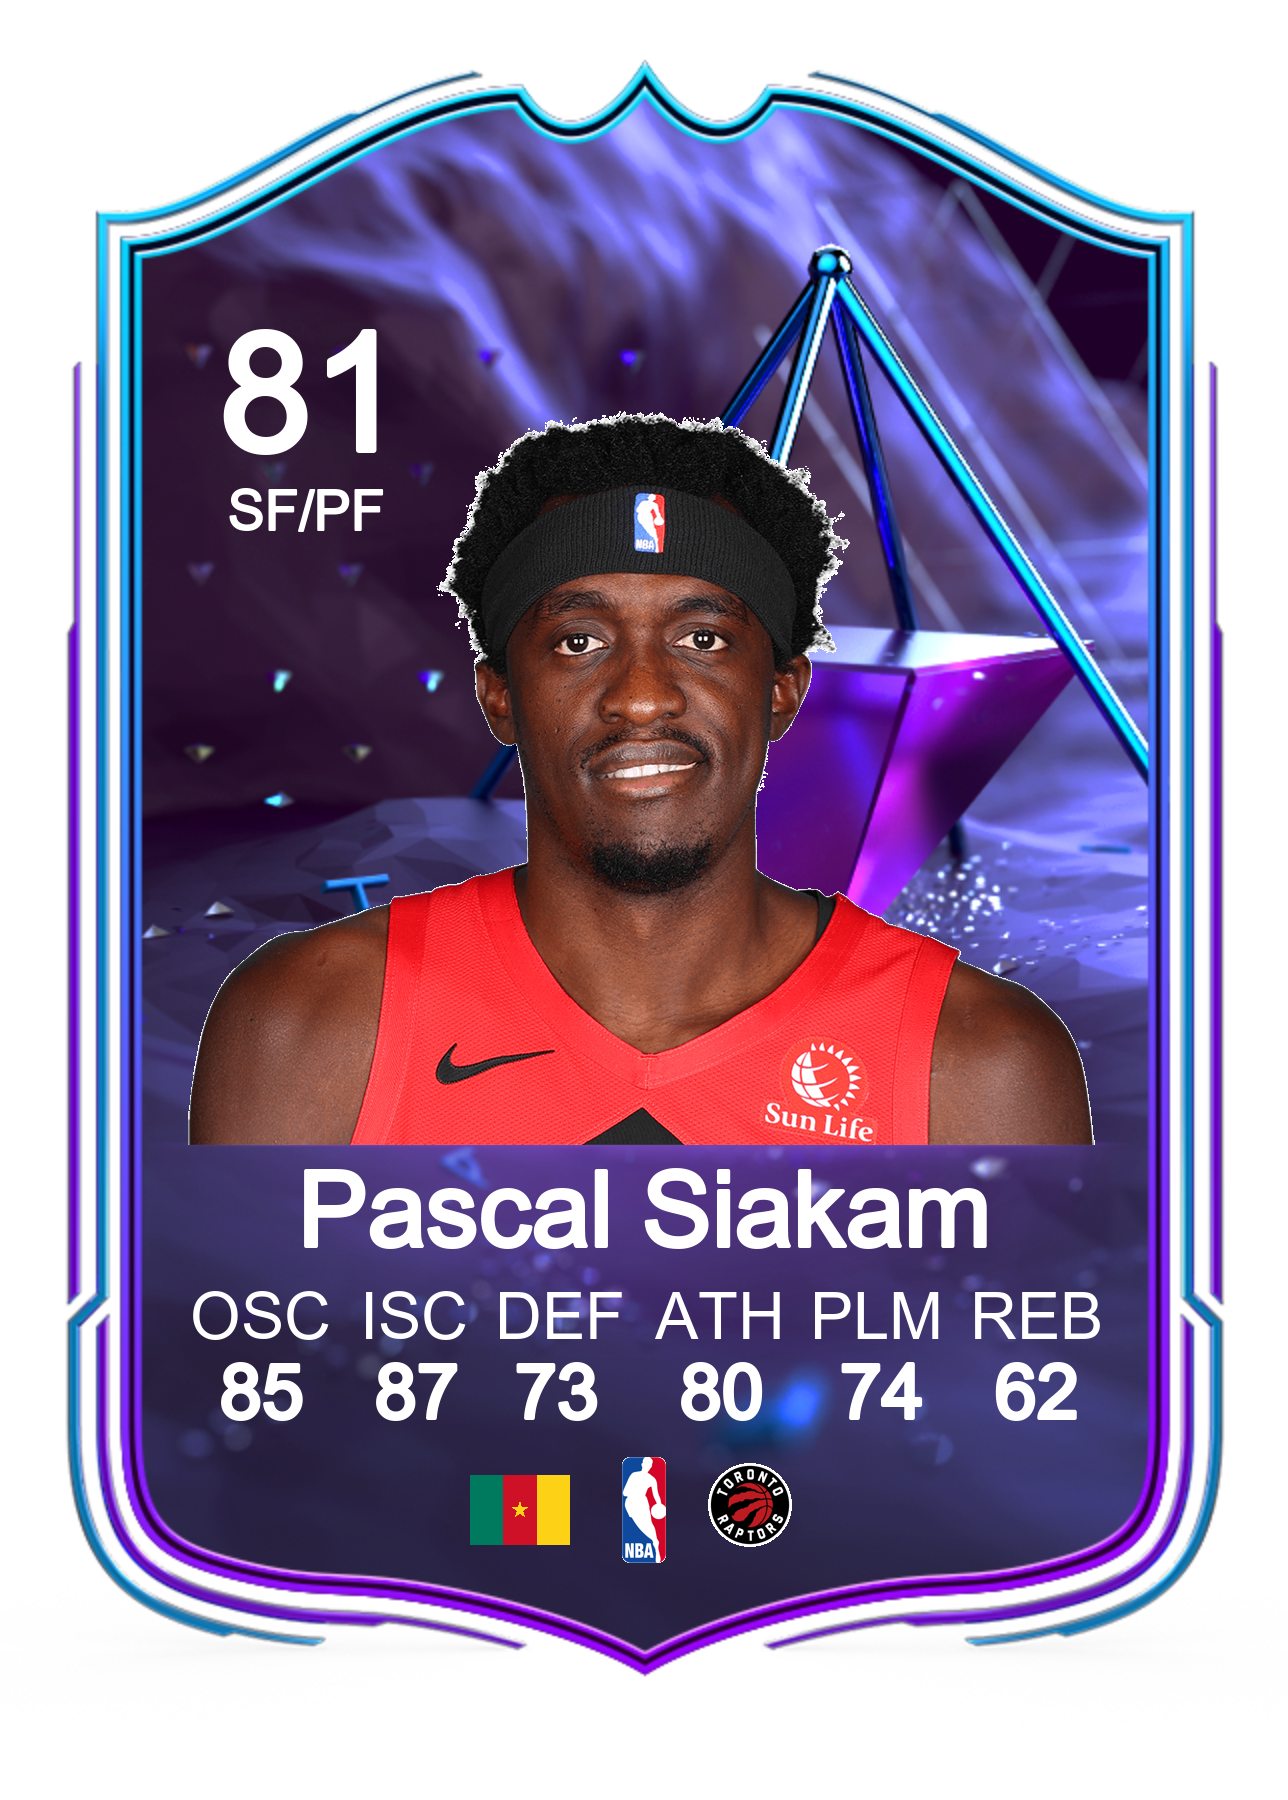 81
SF/PF
NBA
Sun Life
Pascal Siakam
OSC ISC DEF ATH PLM REB
85 87 73 80 74 62
NBA
TORONTO
RAPTORS